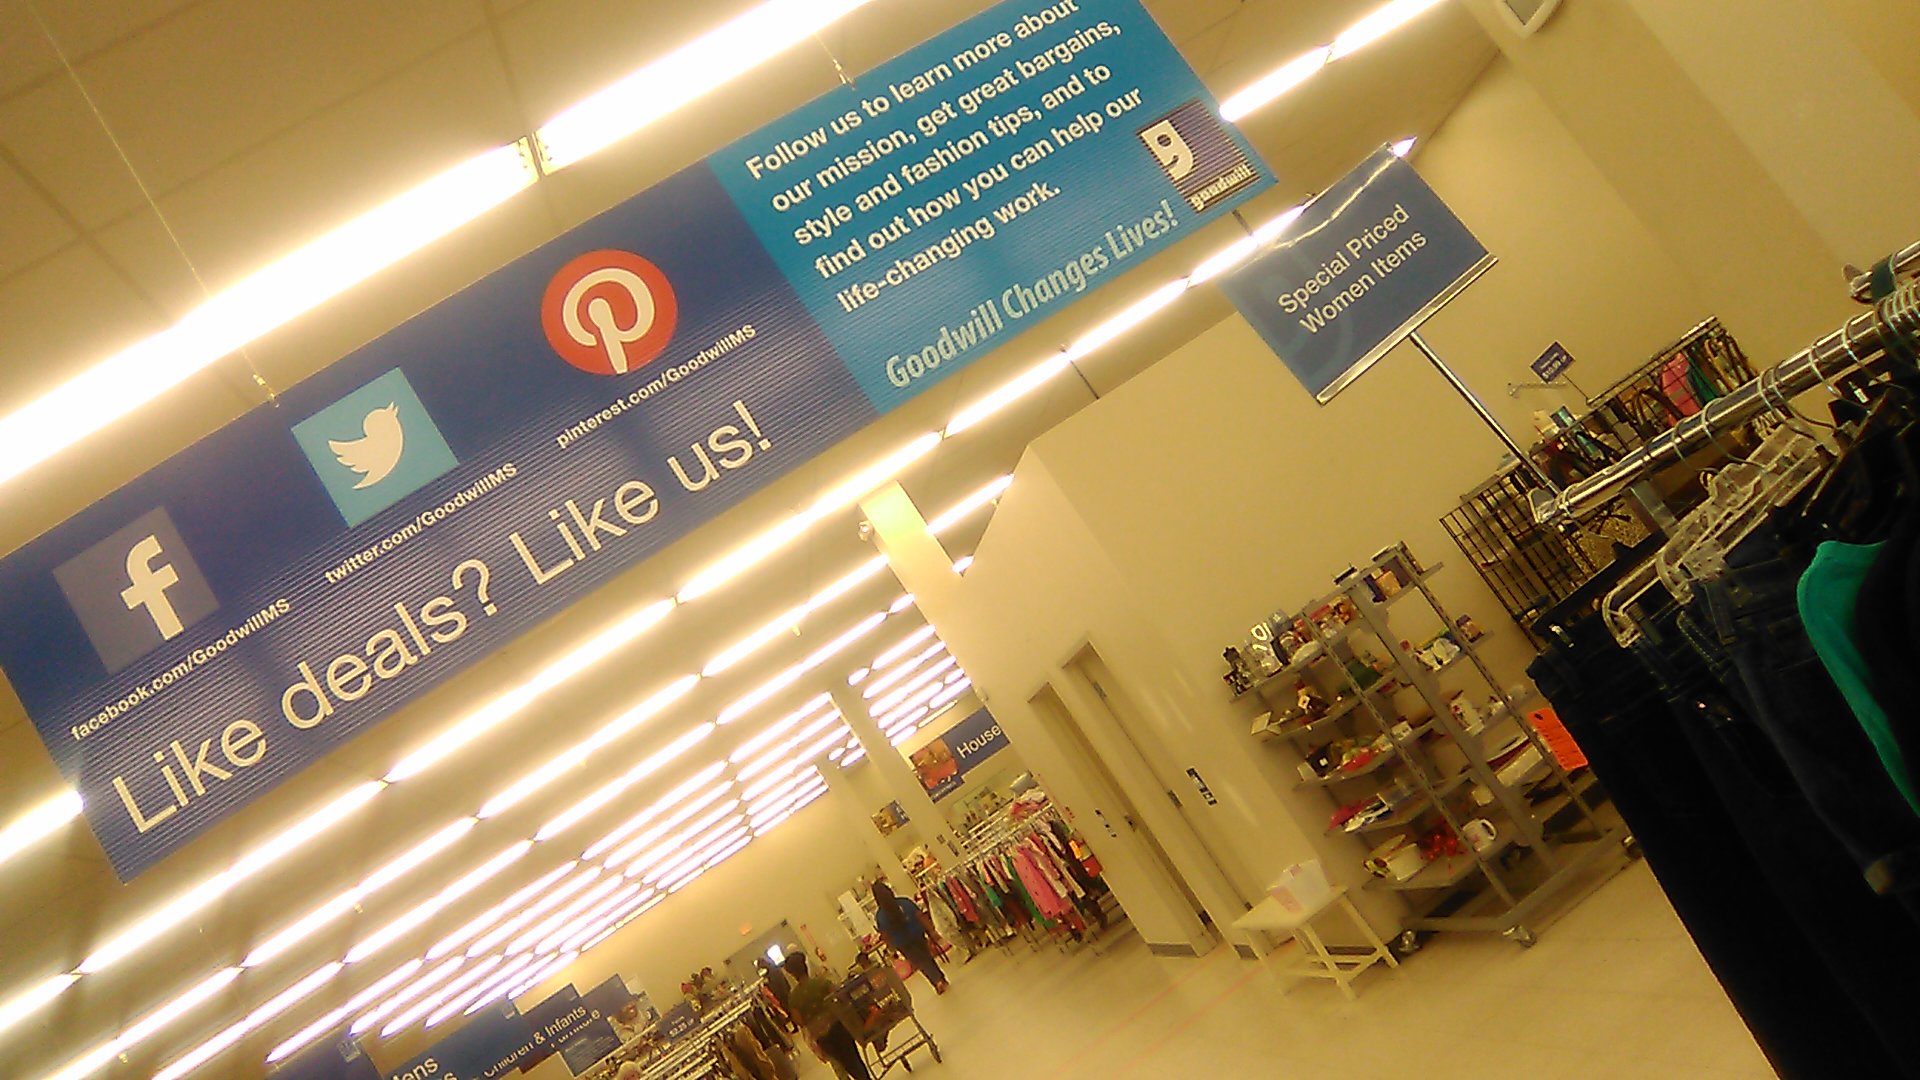 Follow us to learn more about
our mission, get great bargains,
style and fashion tips, and to
find out how you can help our
life-changing work.
Goodwill Changes Lives!
goodwill
facebook.com/GoodwillMS
twitter.com/GoodwillMS
pinterest.com/GoodwillMS
Like deals? Like us!
Special Priced
Women Items
House
Children & Infants